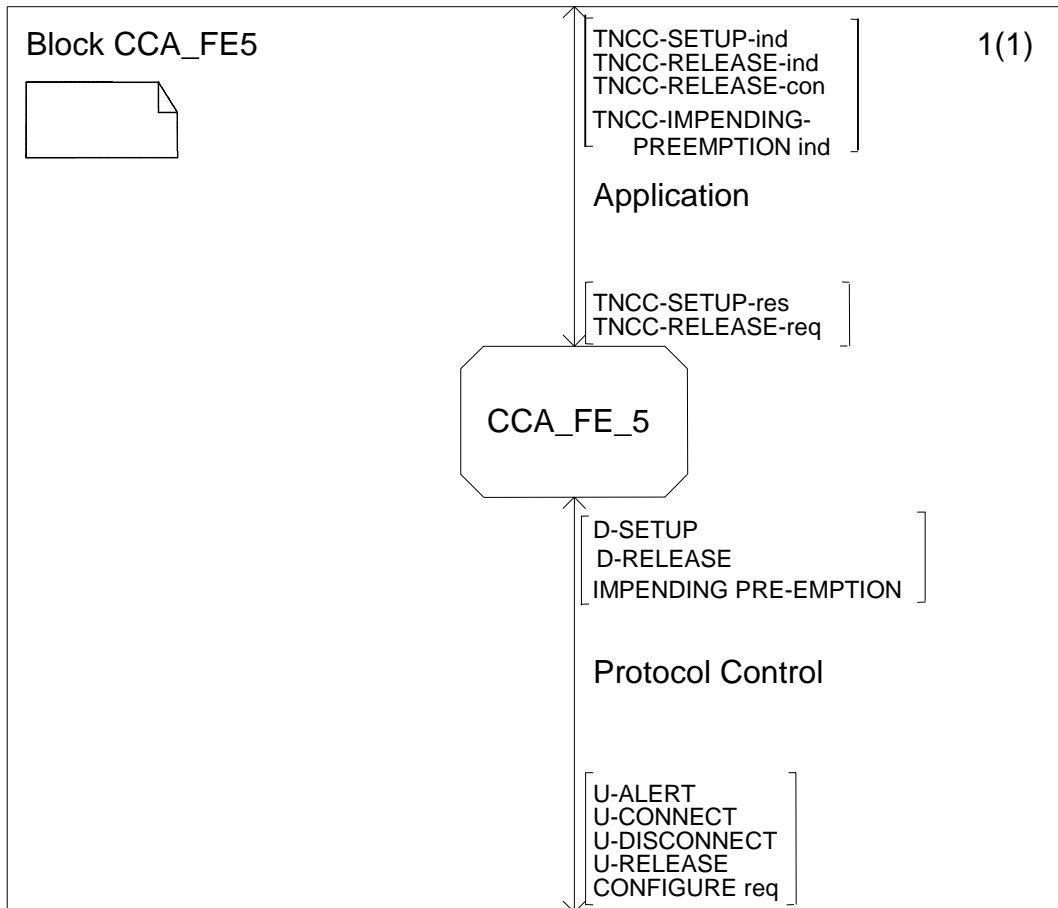 Block CCA_FE5
1(1)
TNCC-SETUP-ind
TNCC-RELEASE-ind
TNCC-RELEASE-con
TNCC-IMPENDING-
PREEMPTION ind
Application
TNCC-SETUP-res
TNCC-RELEASE-req
CCA_FE_5
D-SETUP
D-RELEASE
IMPENDING PRE-EMPTION
Protocol Control
U-ALERT
U-CONNECT
U-DISCONNECT
U-RELEASE
CONFIGURE req